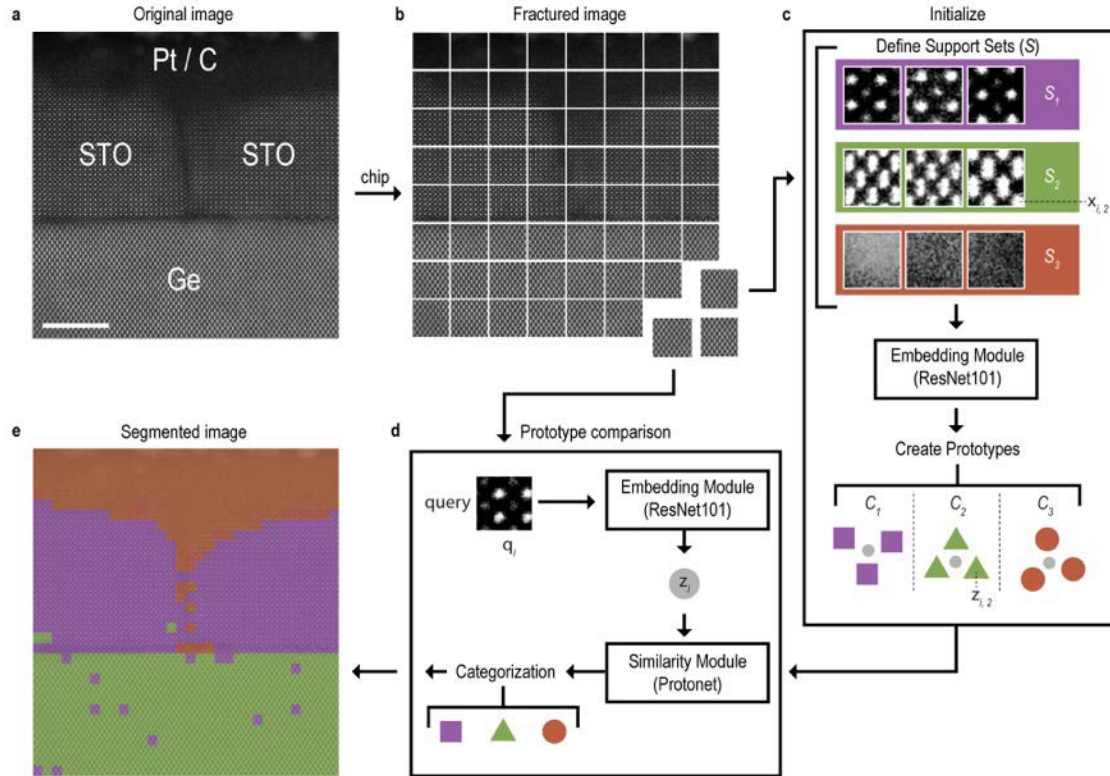 a
Original image
Pt / C
STO
STO
Ge
chip
b
Fractured image
c
Initialize
Define Support Sets (S)
S1
S2
xi, 2
S3
Embedding Module
(ResNet101)
Create Prototypes
C1
C2
C3
zi, 2
d
Prototype comparison
query
qi
Embedding Module
(ResNet101)
zi
Similarity Module
(Protonet)
Categorization
e
Segmented image